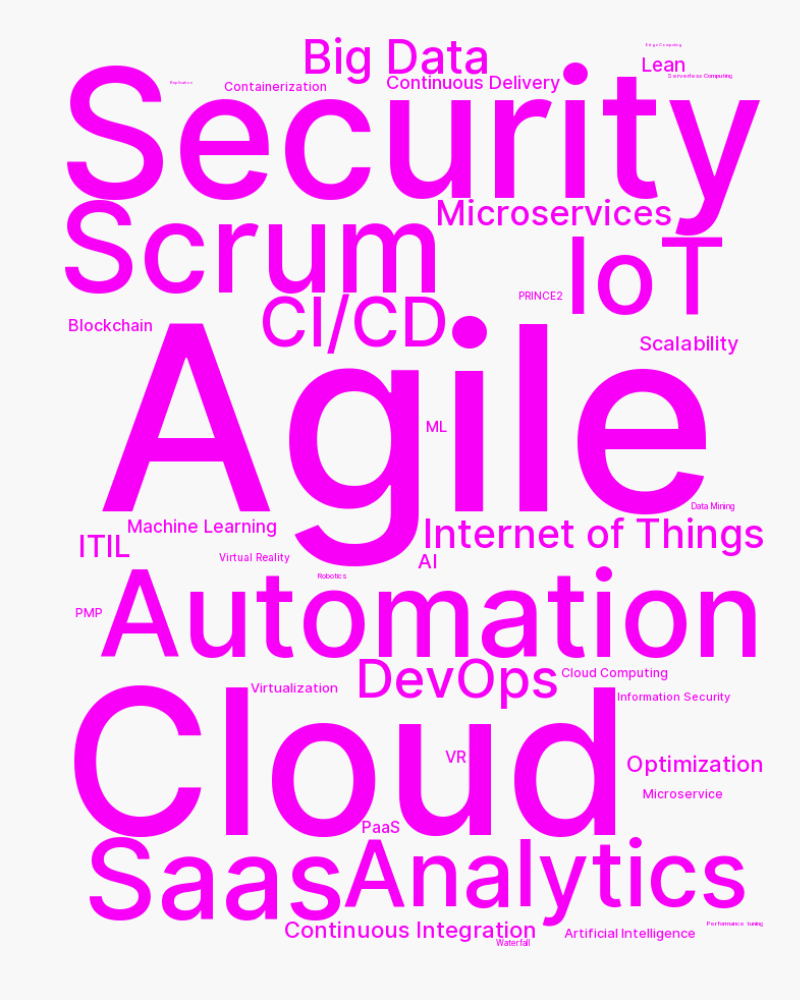 Big Data
Edge Computing
Lean
Serverless Computing
Replication
Containerization
Continuous Delivery
Security
Scrum
Microservices
IoT
PRINCE2
CI/CD
Blockchain
Scalability
Agile
ML
Data Mining
Machine Learning
Internet of Things
ITIL
Virtual Reality
AI
Robotics
Automation
PMP
DevOps
Cloud Computing
Virtualization
Information Security
Cloud
VR
Optimization
Microservice
PaaS
Saas
Analytics
Continuous Integration
Performance tuning
Artificial Intelligence
Waterfall